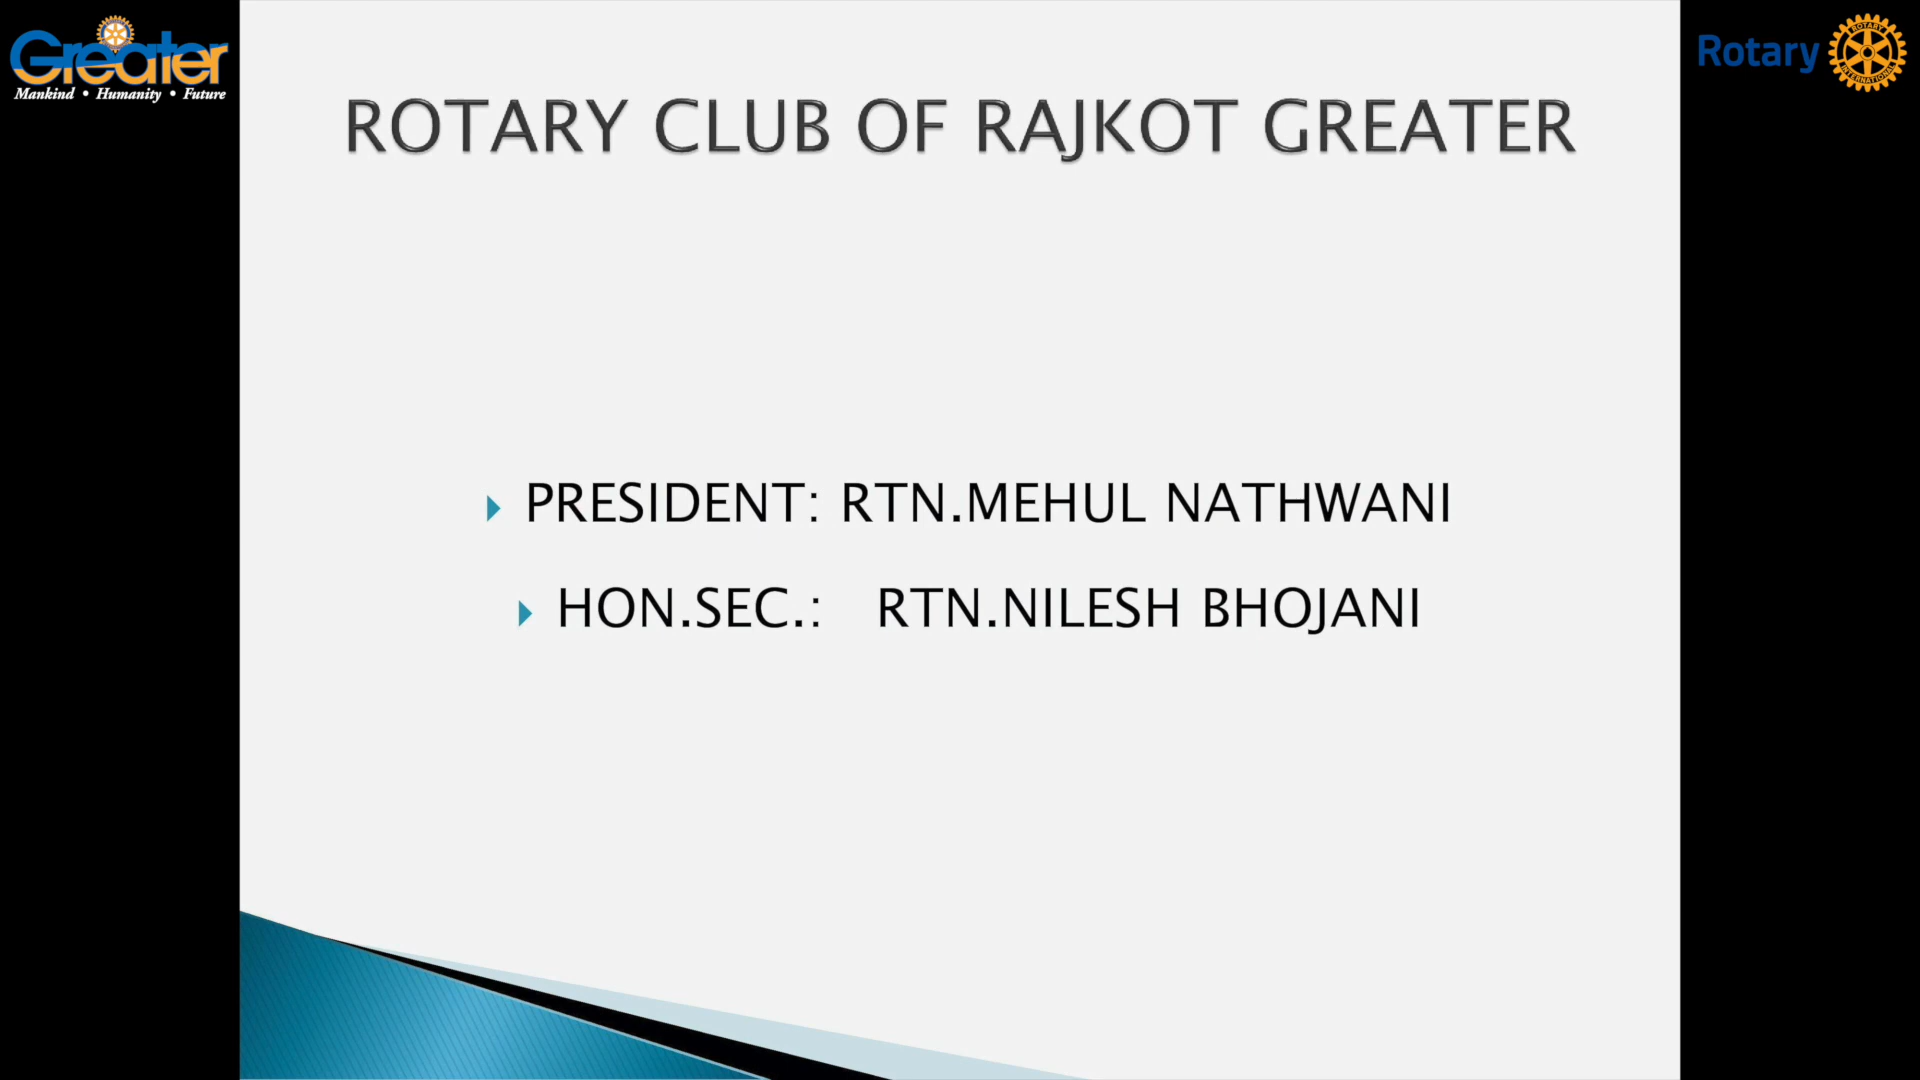 Greater
Mankind • Humanity • Future
Rotary
ROTARY
INTERNATIONAL
ROTARY CLUB OF RAJKOT GREATER
PRESIDENT: RTN.MEHUL NATHWANI
HON.SEC.: RTN.NILESH BHOJANI